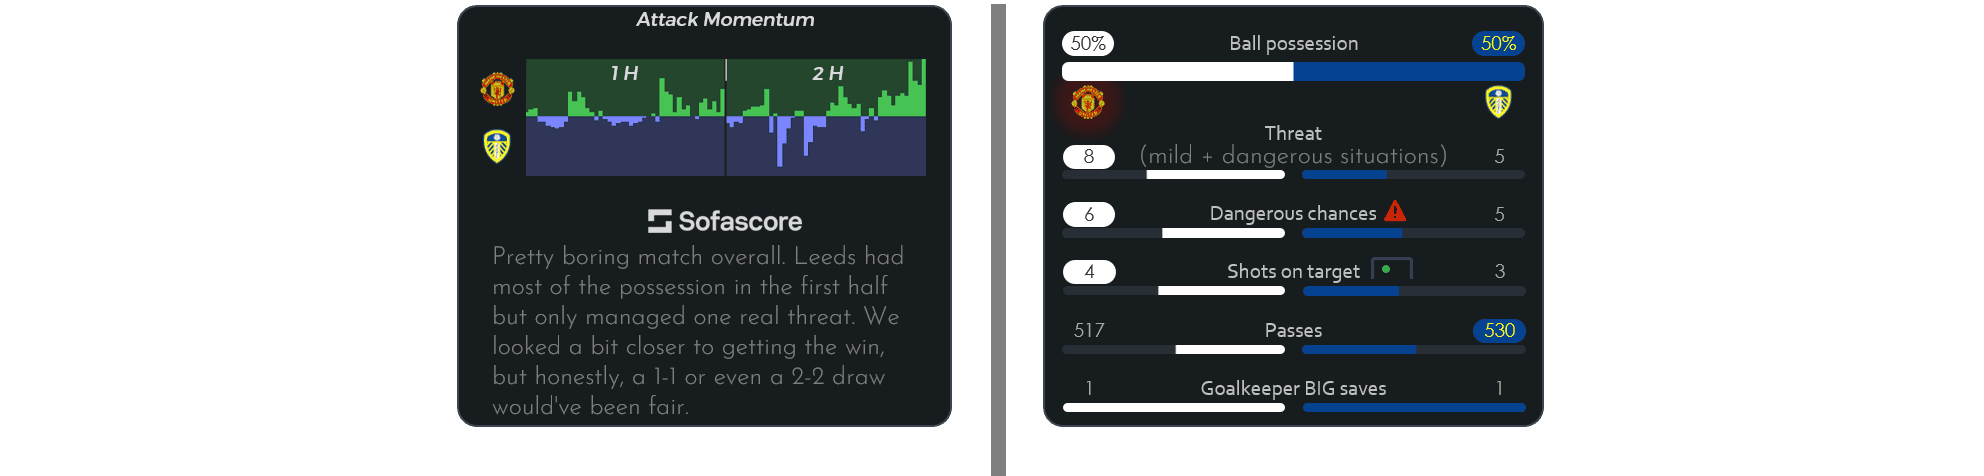 Attack Momentum
1 H
2 H
Sofascore
Pretty boring match overall. Leeds had
most of the possession in the first half
but only managed one real threat. We
looked a bit closer to getting the win,
but honestly, a 1-1 or even a 2-2 draw
would've been fair.
50% Ball possession 50%
Threat
8 (mild + dangerous situations) 5
6 Dangerous chances 5
4 Shots on target 3
517 Passes 530
1 Goalkeeper BIG saves 1